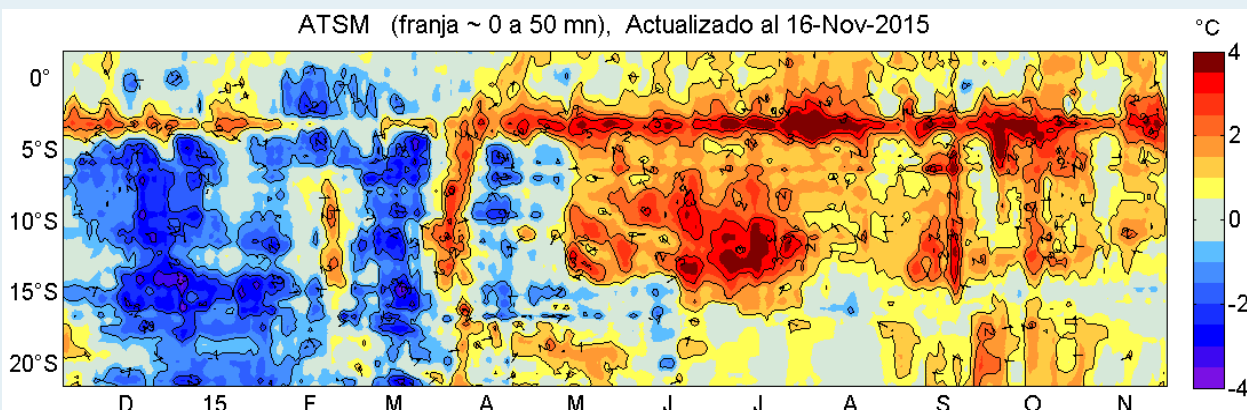 ATSM (franja ~ 0 a 50 mn), Actualizado al 16-Nov-2015
°C
4
2
0
-2
-4
0°
5°S
10°S
15°S
20°S
D 15 F M A M J J A S O N